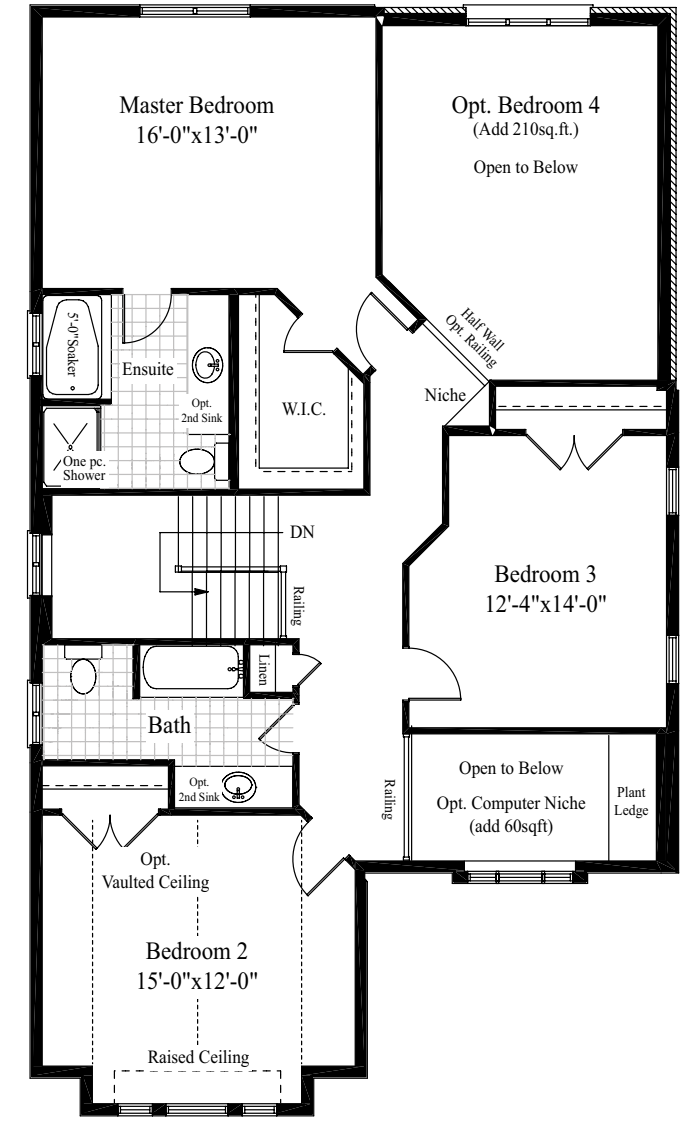 Master Bedroom
16'-0"x13'-0"
Opt. Bedroom 4
(Add 210sq.ft.)
Open to Below
Half Wall
Opt. Railing
5'-0"Soaker
Ensuite
Opt.
2nd Sink
W.I.C.
Niche
One pc.
Shower
DN
Railing
Bedroom 3
12'-4"x14'-0"
Linen
Bath
Opt.
2nd Sink
Railing
Open to Below
Opt. Computer Niche
(add 60sqft)
Plant
Ledge
Opt.
Vaulted Ceiling
Bedroom 2
15'-0"x12'-0"
Raised Ceiling